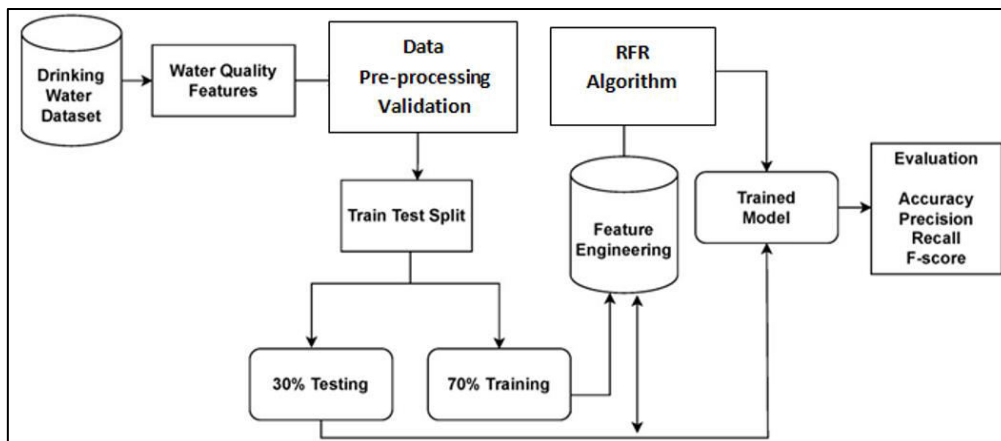 Drinking
Water
Dataset
Water Quality
Features
Data
Pre-processing
Validation
Train Test Split
30% Testing
70% Training
Feature
Engineering
RFR
Algorithm
Trained
Model
Evaluation
Accuracy
Precision
Recall
F-score